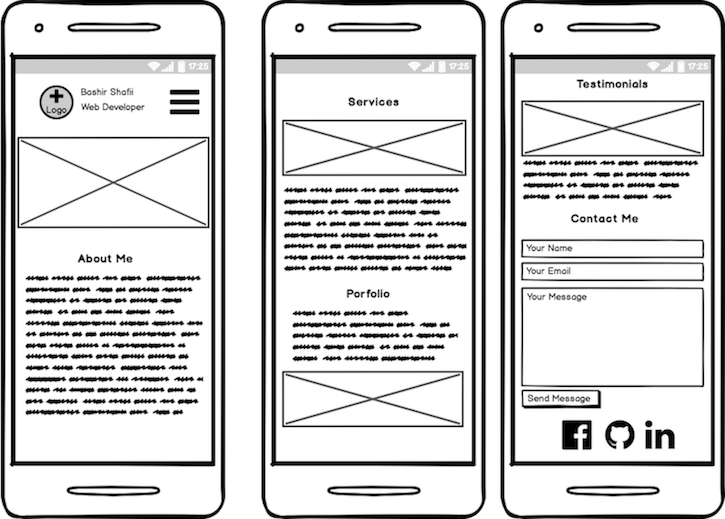 17:25
Logo
Bashir Shafii
Web Developer
About Me
17:25
Services
Porfolio
17:25
Testimonials
Contact Me
Your Name
Your Email
Your Message
Send Message
f
in